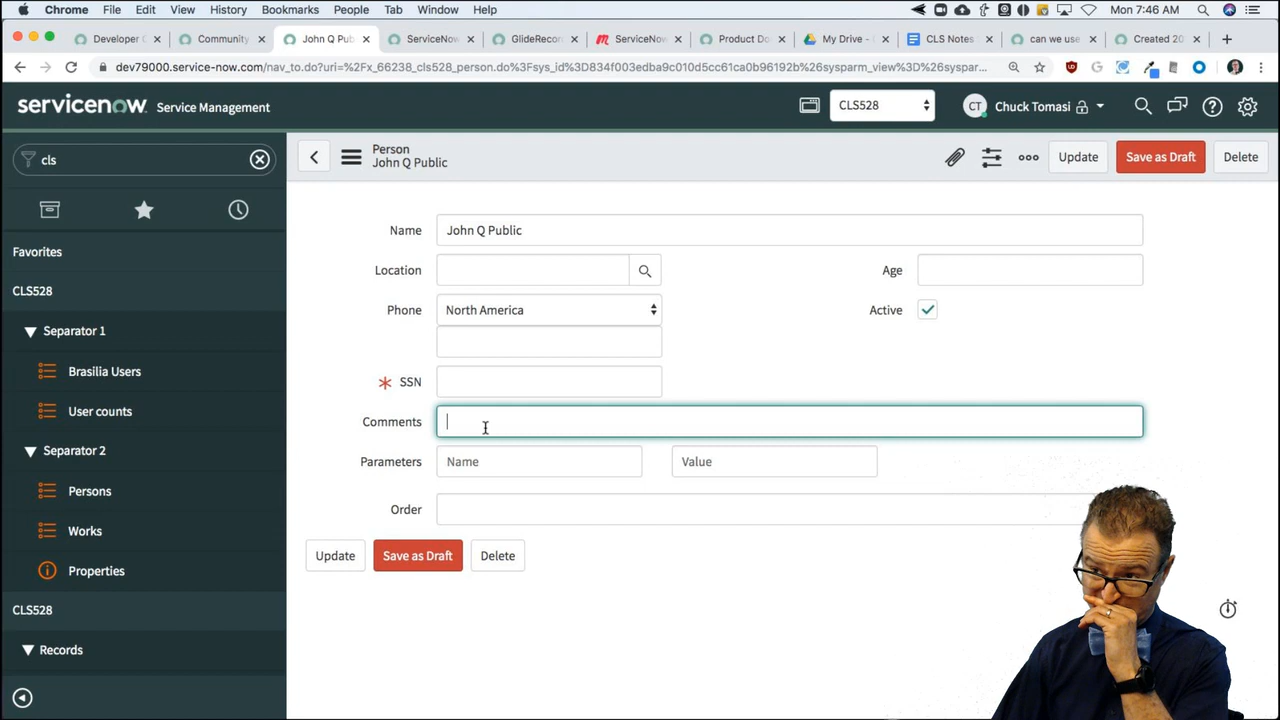 Chrome File Edit View History Bookmarks People Tab Window Help Mon 7:46 AM
Developer C Community John Q Pub ServiceNow GlideRecor ServiceNow Product Do My Drive - CLS Notes can we use Created 20
dev79000.service-now.com/nav_to.do?uri=%2Fx_66238_cls528_person.do%3Fsys_id%3D834f003edba9c010d5cc61ca0b96192b%26sysparm_view%3D%26syspar...
servicenow Service Management CLS528 CT Chuck Tomasi
cls
Person
John Q Public
Update Save as Draft Delete
Favorites
CLS528
Separator 1
Brasilia Users
User counts
Separator 2
Persons
Works
Properties
CLS528
Records
Name John Q Public
Location Age
Phone North America Active
SSN
Comments
Parameters Name Value
Order
Update Save as Draft Delete